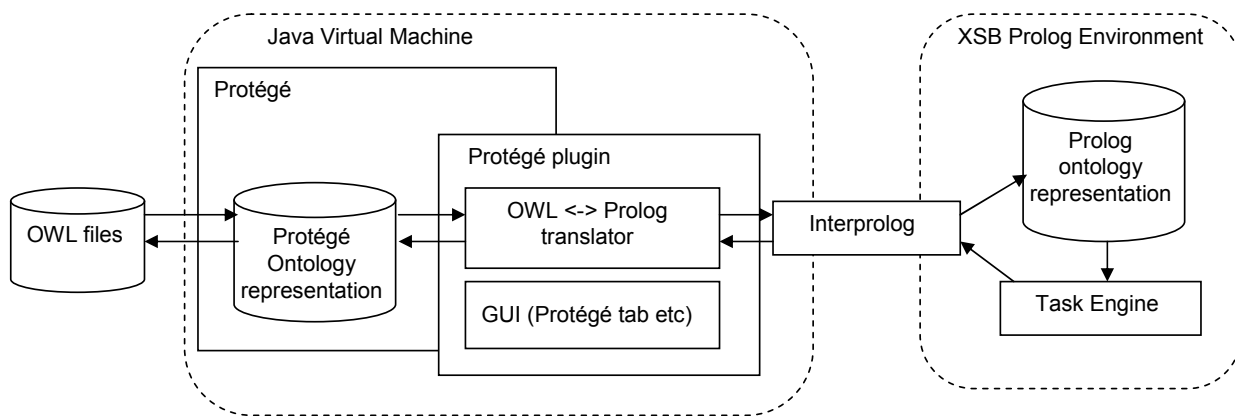 Java Virtual Machine
XSB Prolog Environment
Protégé
Protégé plugin
Prolog
ontology
representation
OWL files
Protégé
Ontology
representation
OWL <-> Prolog
translator
Interprolog
GUI (Protégé tab etc)
Task Engine